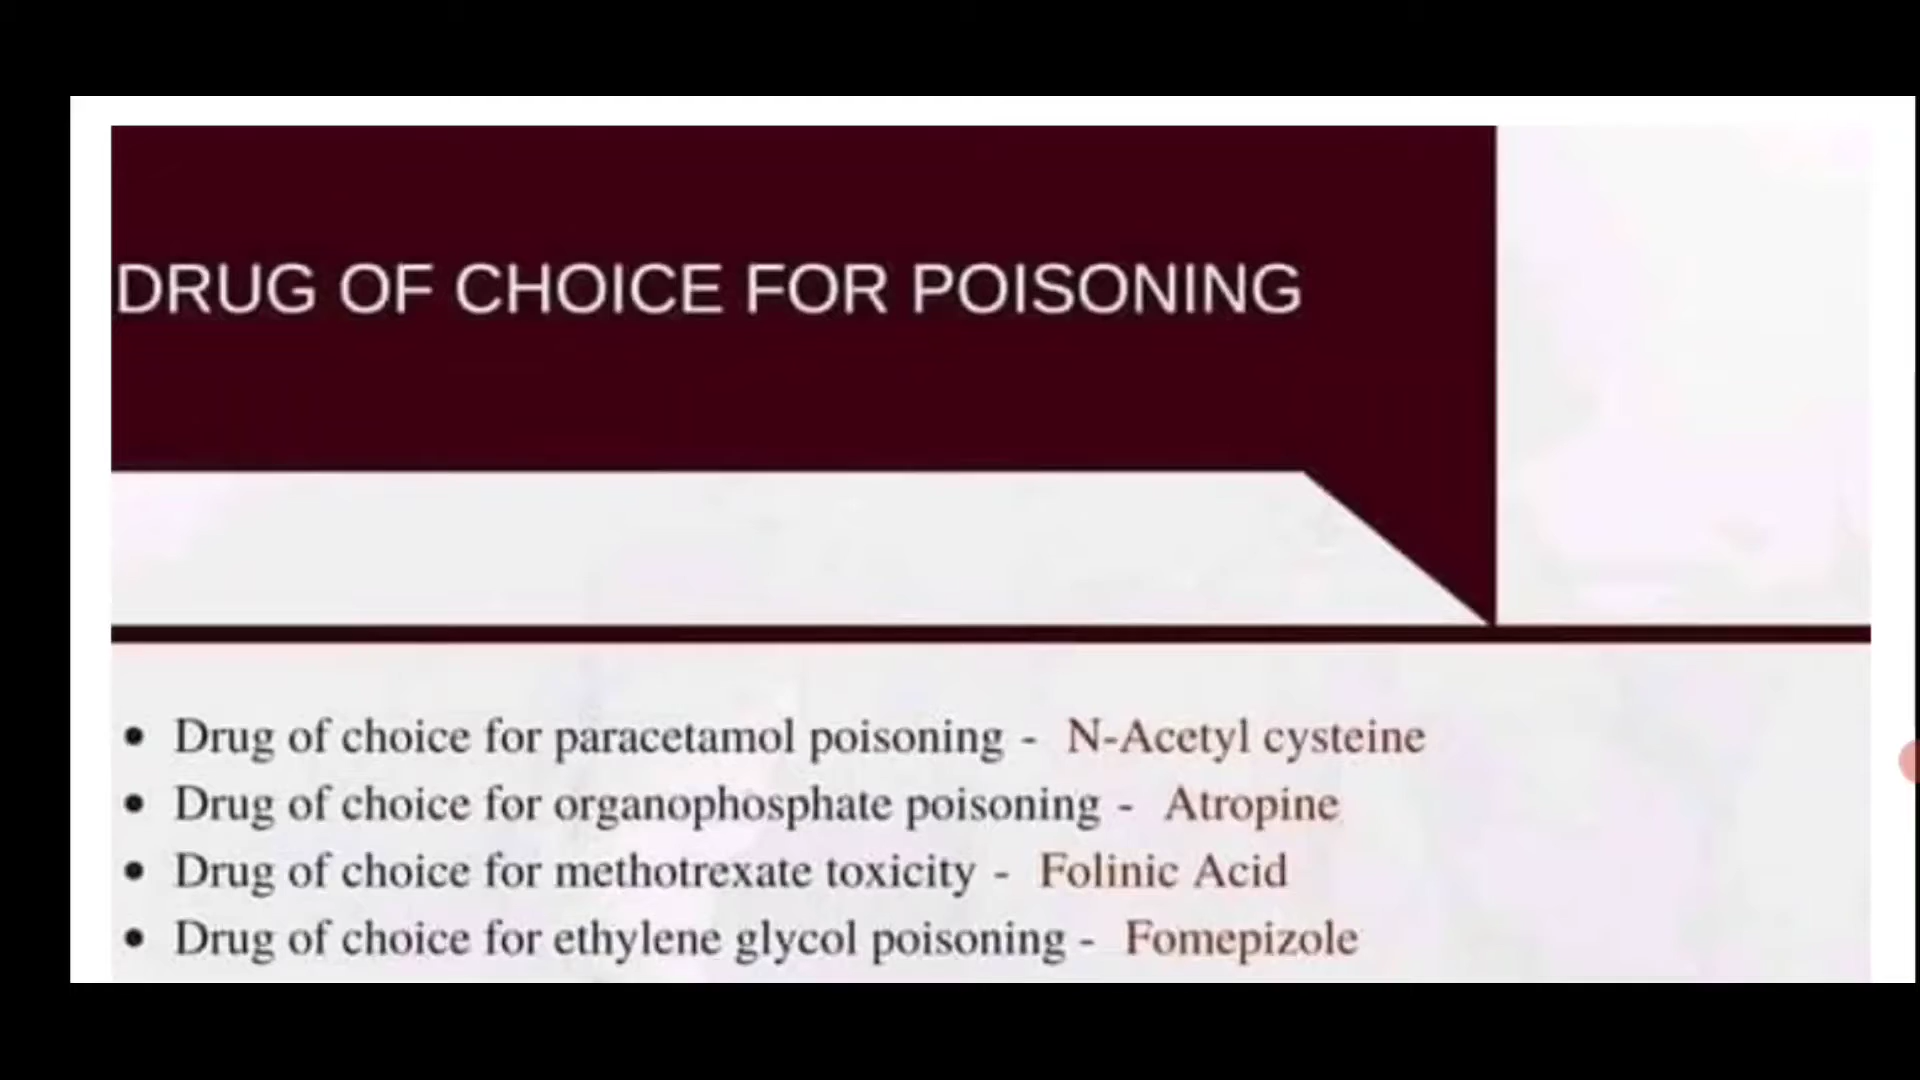 DRUG OF CHOICE FOR POISONING
• Drug of choice for paracetamol poisoning - N-Acetyl cysteine
• Drug of choice for organophosphate poisoning - Atropine
• Drug of choice for methotrexate toxicity - Folinic Acid
• Drug of choice for ethylene glycol poisoning - Fomepizole